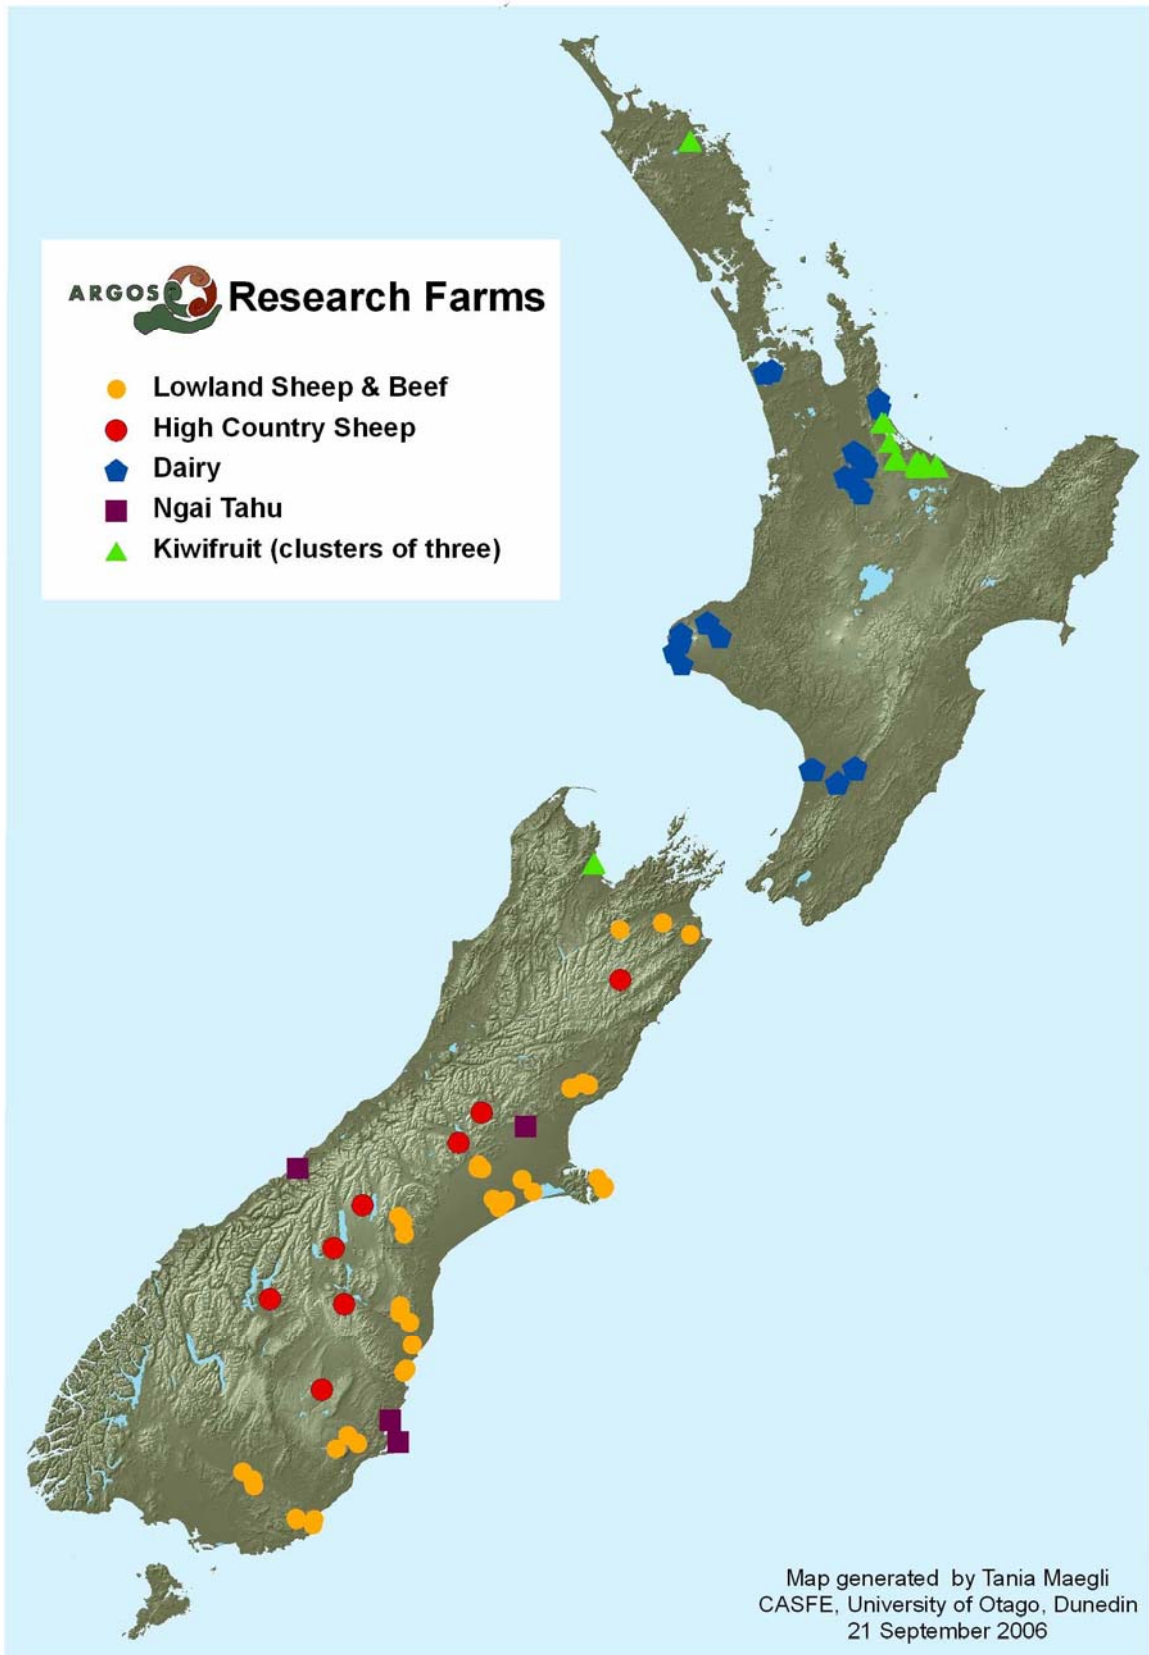 ARGOS Research Farms
Lowland Sheep & Beef
High Country Sheep
Dairy
Ngai Tahu
Kiwifruit (clusters of three)
Map generated by Tania Maegli
CASFE, University of Otago, Dunedin
21 September 2006